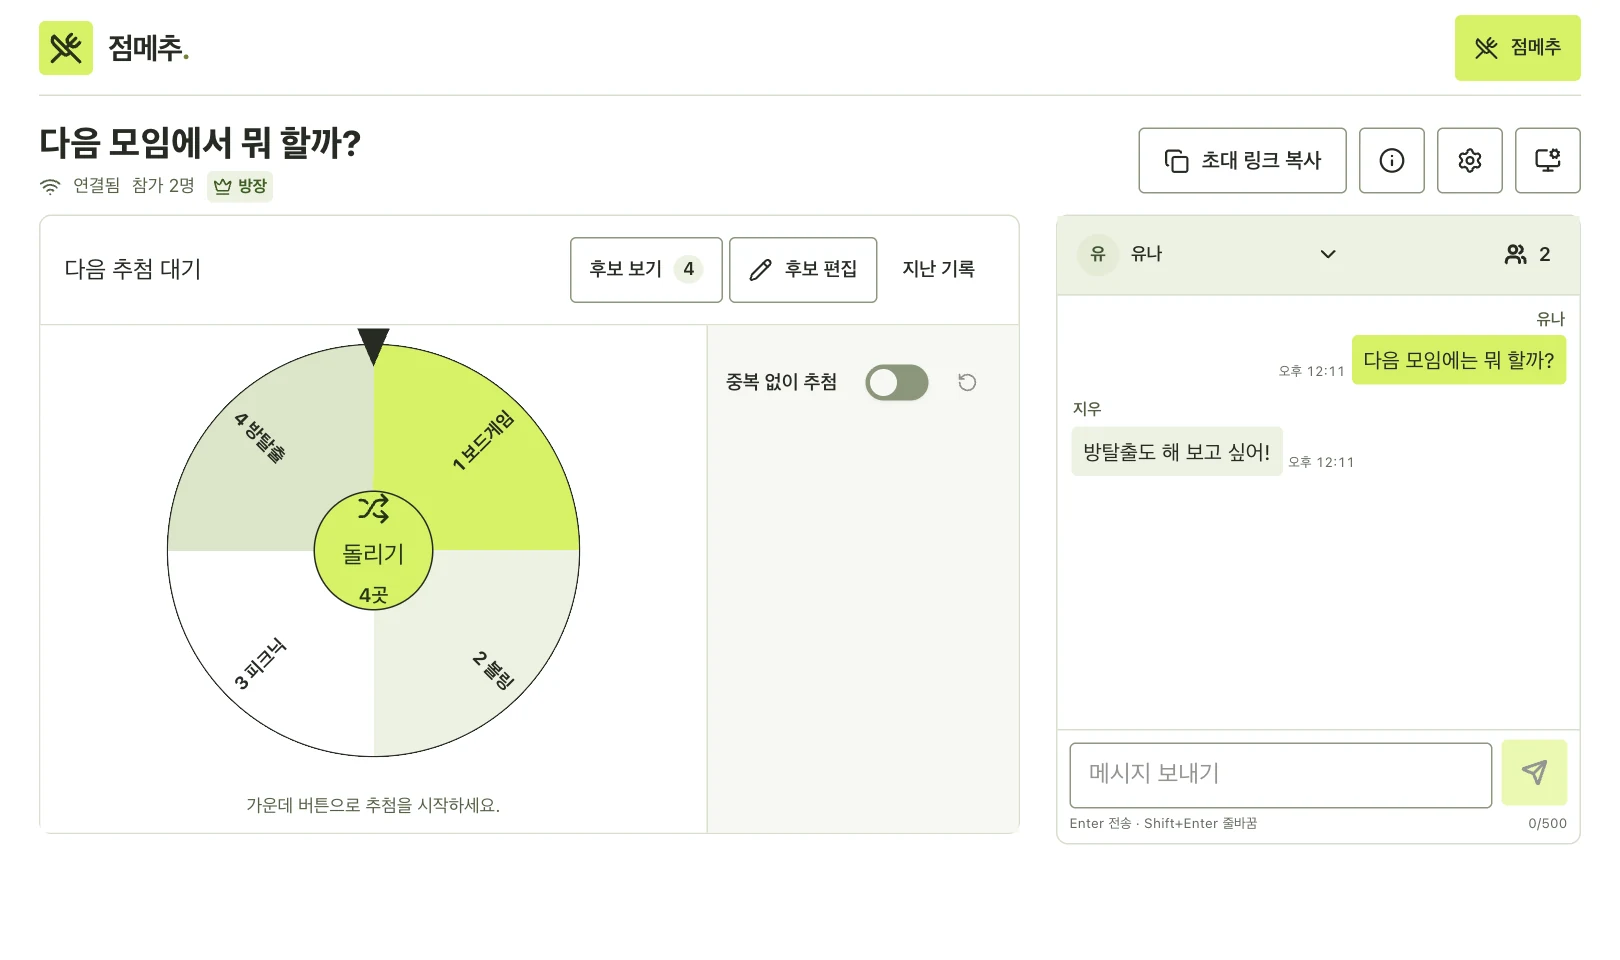 점메추.
점메추
다음 모임에서 뭐 할까?
연결됨 참가 2명 방장
초대 링크 복사
다음 추첨 대기
후보 보기 4
후보 편집
지난 기록
4 방탈출
1 보드게임
돌리기
4곳
3 피크닉
2 볼링
가운데 버튼으로 추첨을 시작하세요.
중복 없이 추첨
유 유나
2
유나
다음 모임에는 뭐 할까?
오후 12:11
지우
방탈출도 해 보고 싶어!
오후 12:11
메시지 보내기
Enter 전송 · Shift+Enter 줄바꿈
0/500